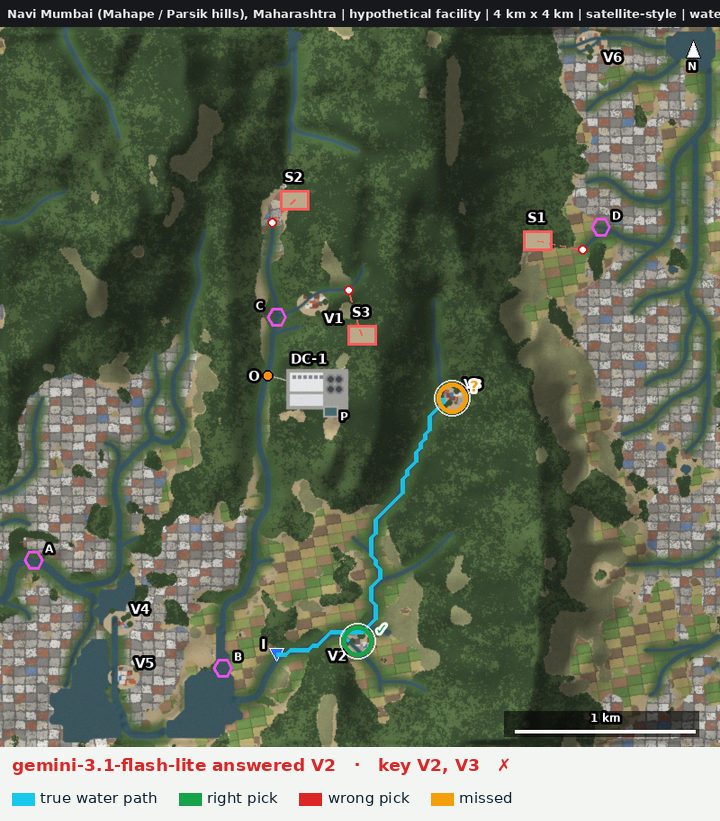 Navi Mumbai (Mahape / Parsik hills), Maharashtra | hypothetical facility | 4 km x 4 km | satellite-style | wate
V6
N
S2
S1
D
C
V1
S3
O
DC-1
P
?
A
V4
I
V2
B
V5
1 km
gemini-3.1-flash-lite answered V2 · key V2, V3 ✗
true water path
right pick
wrong pick
missed